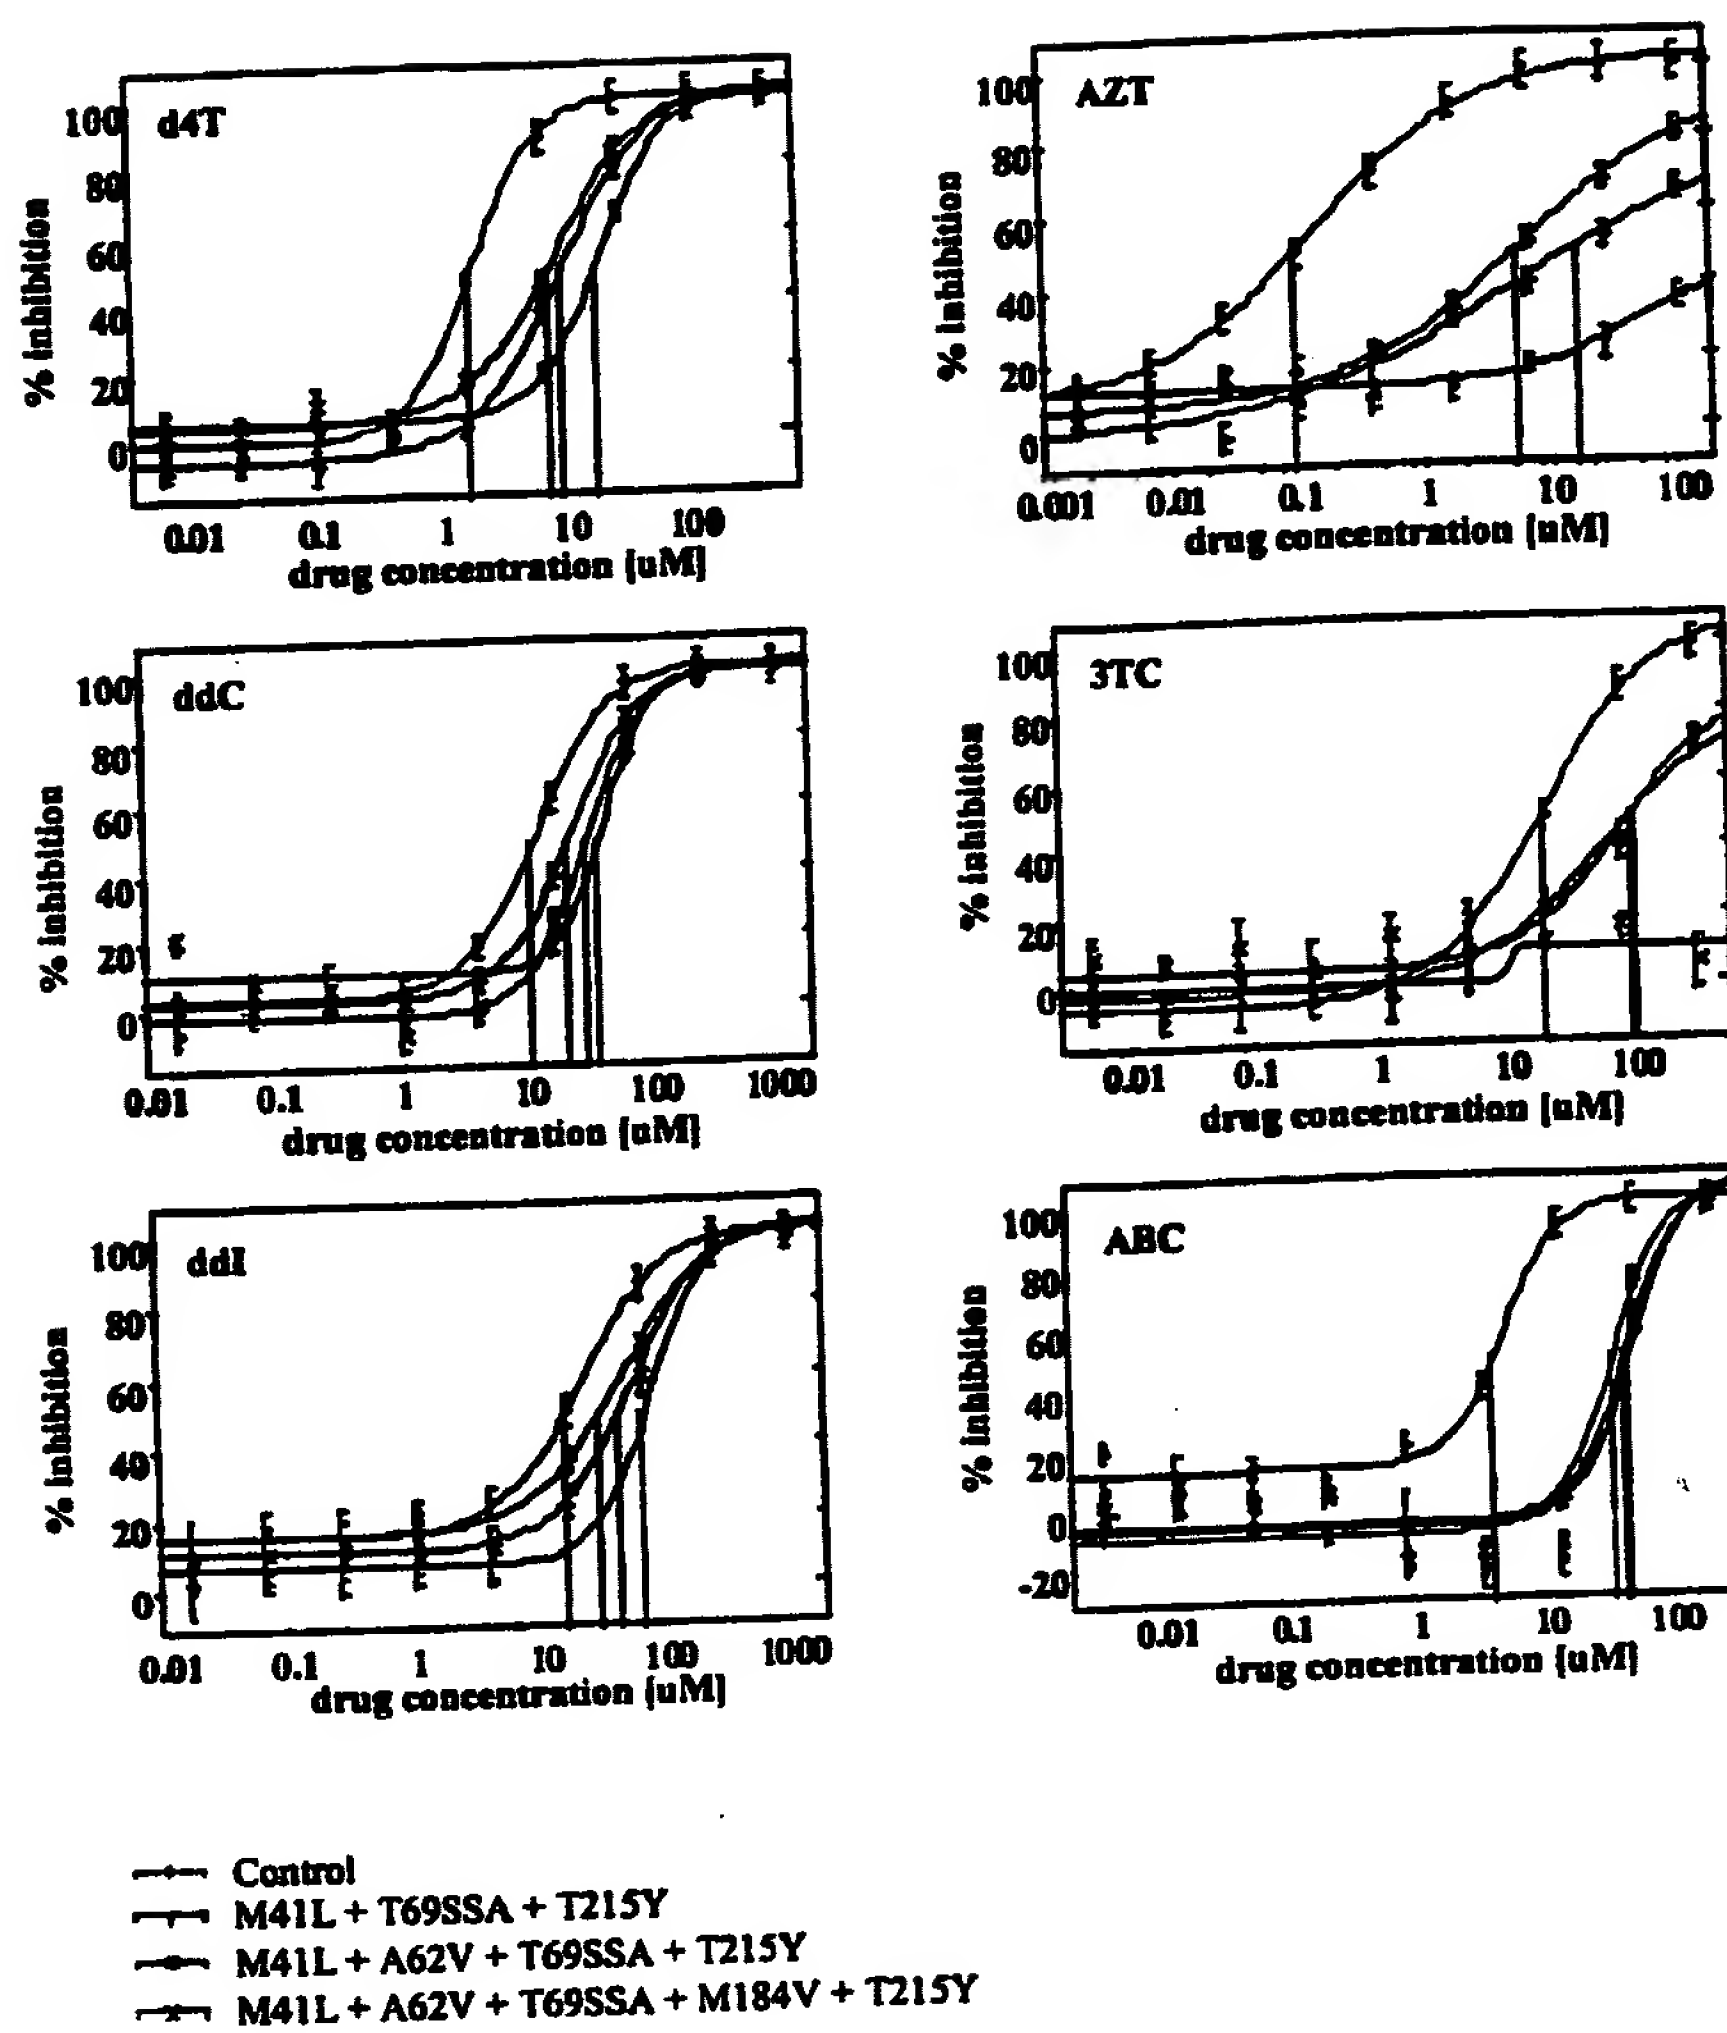 d4T
% inhibition
100
80
60
40
20
0
0.01 0.1 1 10 100
drug concentration [uM]
AZT
% inhibition
100
80
60
40
20
0
0.001 0.01 0.1 1 10 100
drug concentration [uM]
ddC
% inhibition
100
80
60
40
20
0
0.01 0.1 1 10 100 1000
drug concentration [uM]
3TC
% inhibition
100
80
60
40
20
0
0.01 0.1 1 10 100
drug concentration [uM]
ddI
% inhibition
100
80
60
40
20
0
0.01 0.1 1 10 100 1000
drug concentration [uM]
ABC
% inhibition
100
80
60
40
20
0
-20
0.01 0.1 1 10 100
drug concentration [uM]
Control
M41L + T69SSA + T215Y
M41L + A62V + T69SSA + T215Y
M41L + A62V + T69SSA + M184V + T215Y